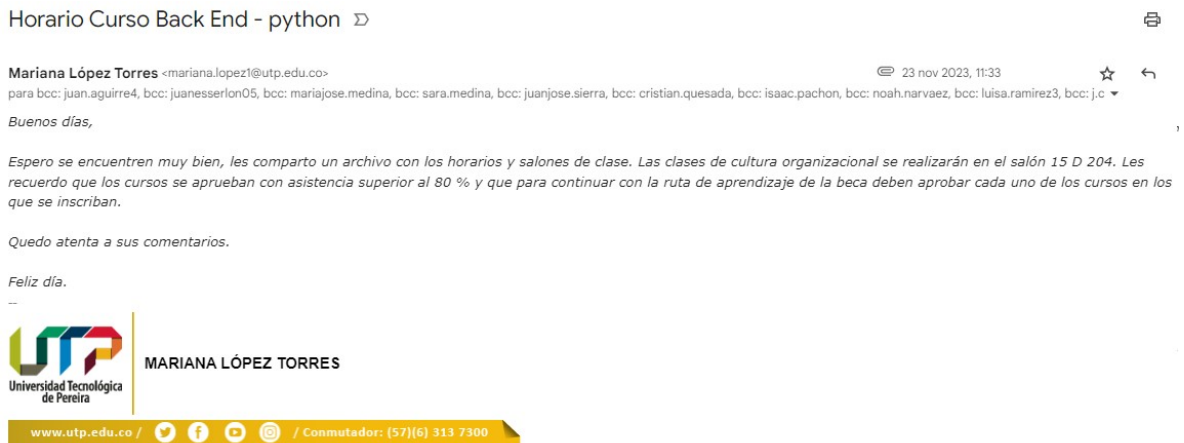 Horario Curso Back End - python
Mariana López Torres <mariana.lopez1@utp.edu.co>
23 nov 2023, 11:33
para bcc: juan.aguirre4, bcc: juanesserlon05, bcc: mariajose.medina, bcc: sara.medina, bcc: juanjose.sierra, bcc: cristian.quesada, bcc: isaac.pachon, bcc: noah.narvaez, bcc: luisa.ramirez3, bcc: j.c
Buenos días,
Espero se encuentren muy bien, les comparto un archivo con los horarios y salones de clase. Las clases de cultura organizacional se realizarán en el salón 15 D 204. Les
recuerdo que los cursos se aprueban con asistencia superior al 80 % y que para continuar con la ruta de aprendizaje de la beca deben aprobar cada uno de los cursos en los
que se inscriban.
Quedo atenta a sus comentarios.
Feliz día.
--
UTP
Universidad Tecnológica
de Pereira
MARIANA LÓPEZ TORRES
www.utp.edu.co / / Conmutador: (57)(6) 313 7300